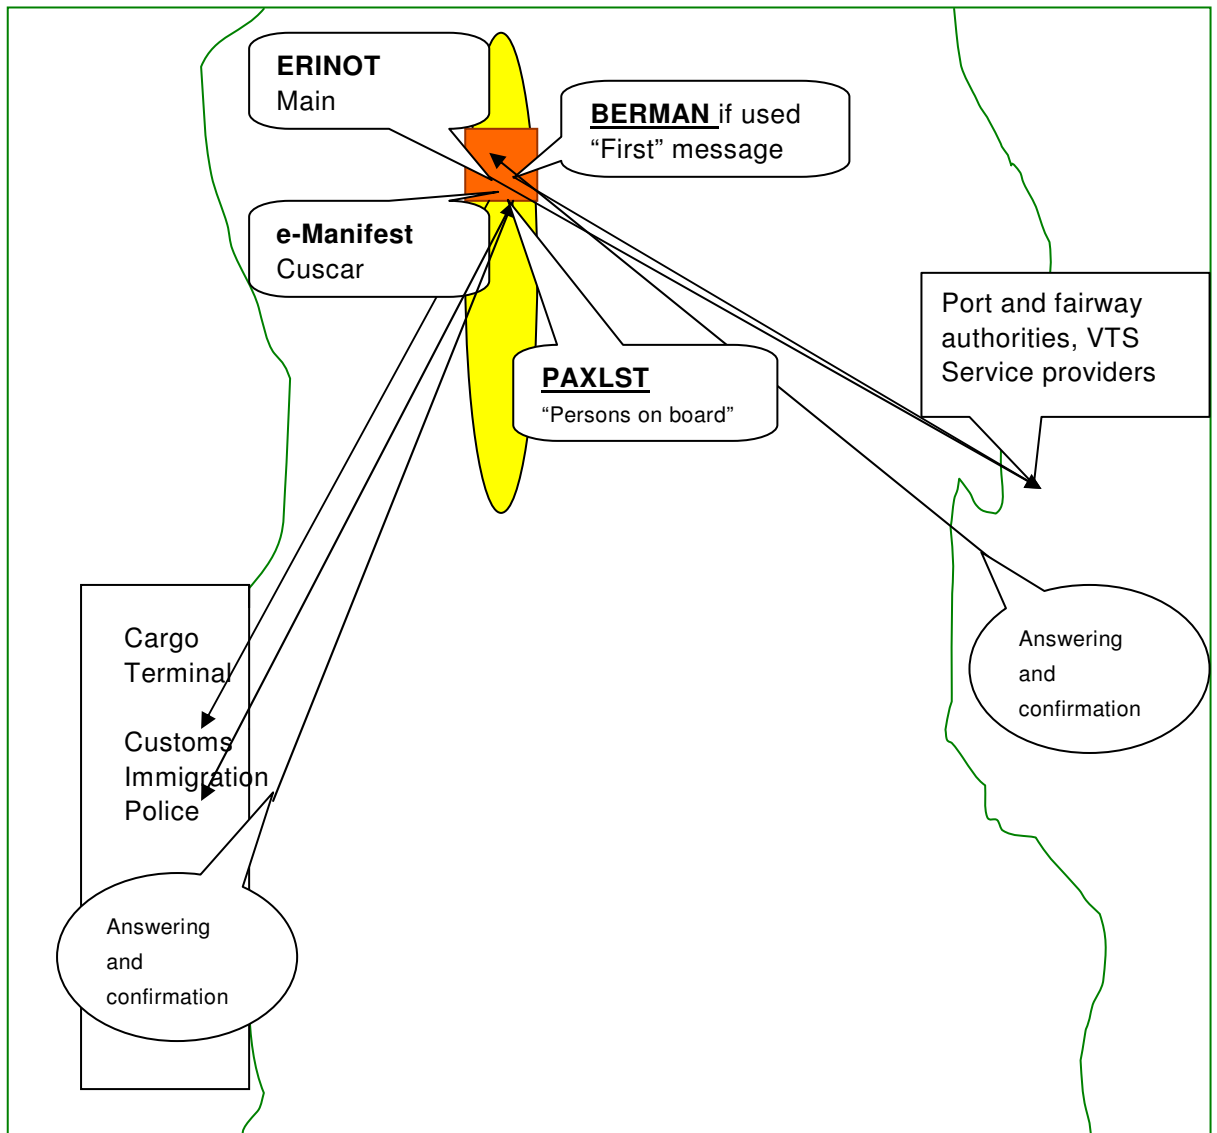 ERINOT
Main
BERMAN if used
“First” message
e-Manifest
Cuscar
Port and fairway
authorities, VTS
Service providers
PAXLST
“Persons on board”
Cargo
Terminal
Customs
Immigration
Police
Answering
and
confirmation
Answering
and
confirmation